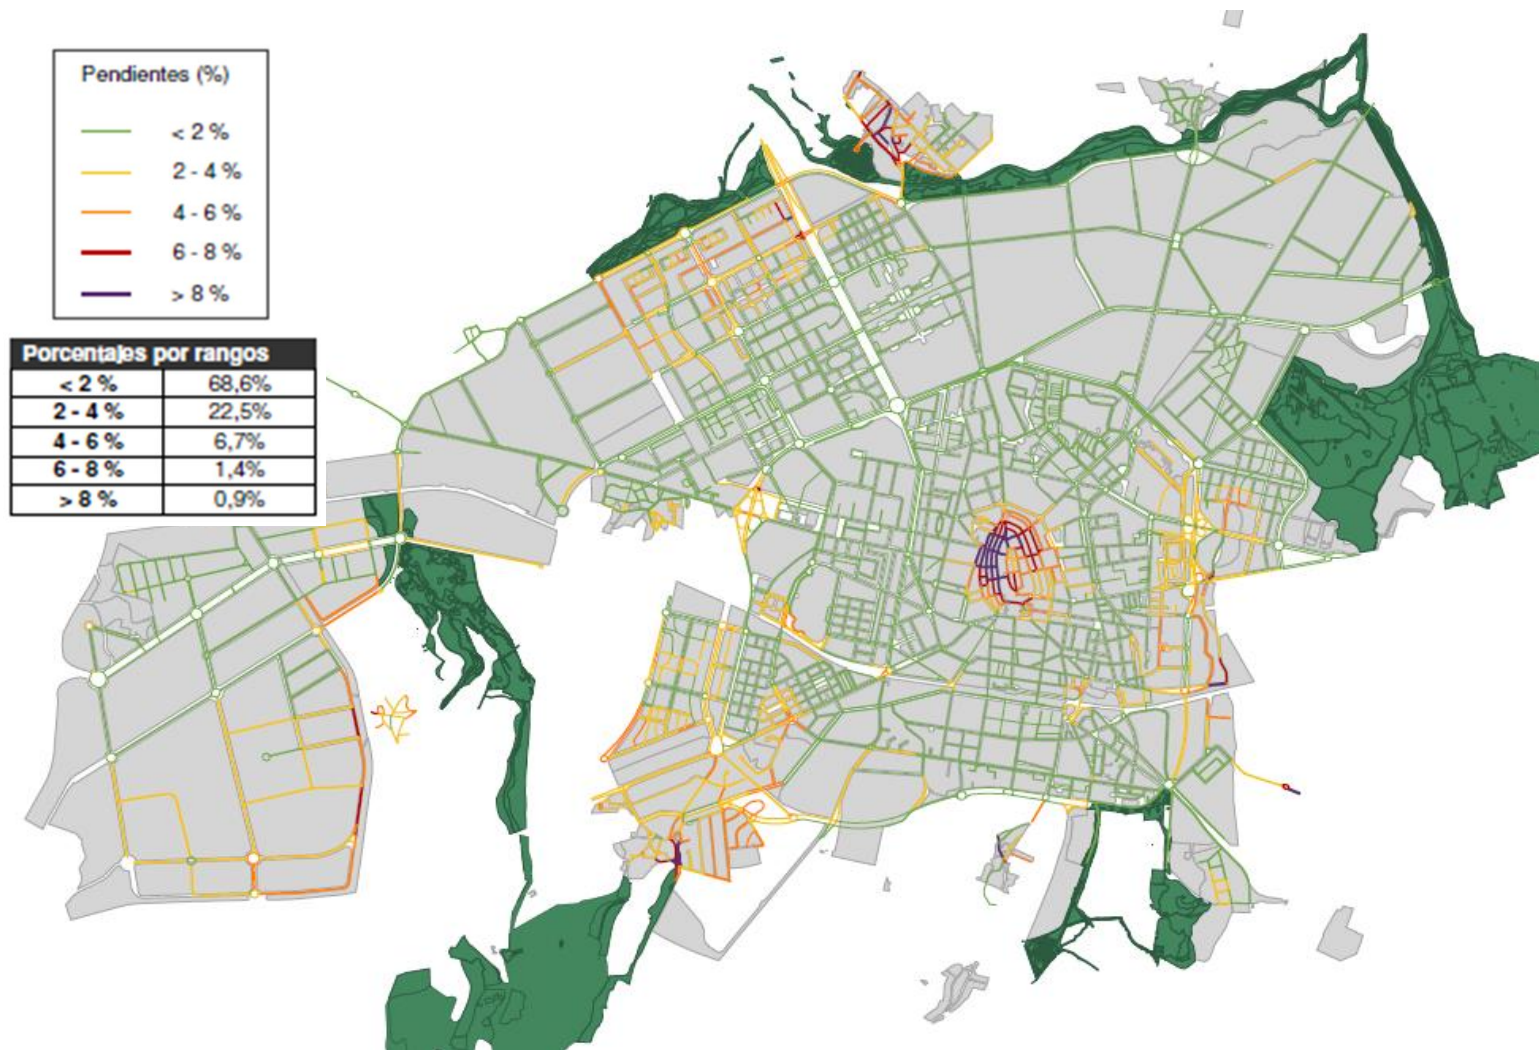 Pendientes (%)
< 2 %
2 - 4 %
4 - 6 %
6 - 8 %
> 8 %
Porcentajes por rangos
< 2 % 68,6%
2 - 4 % 22,5%
4 - 6 % 6,7%
6 - 8 % 1,4%
> 8 % 0,9%